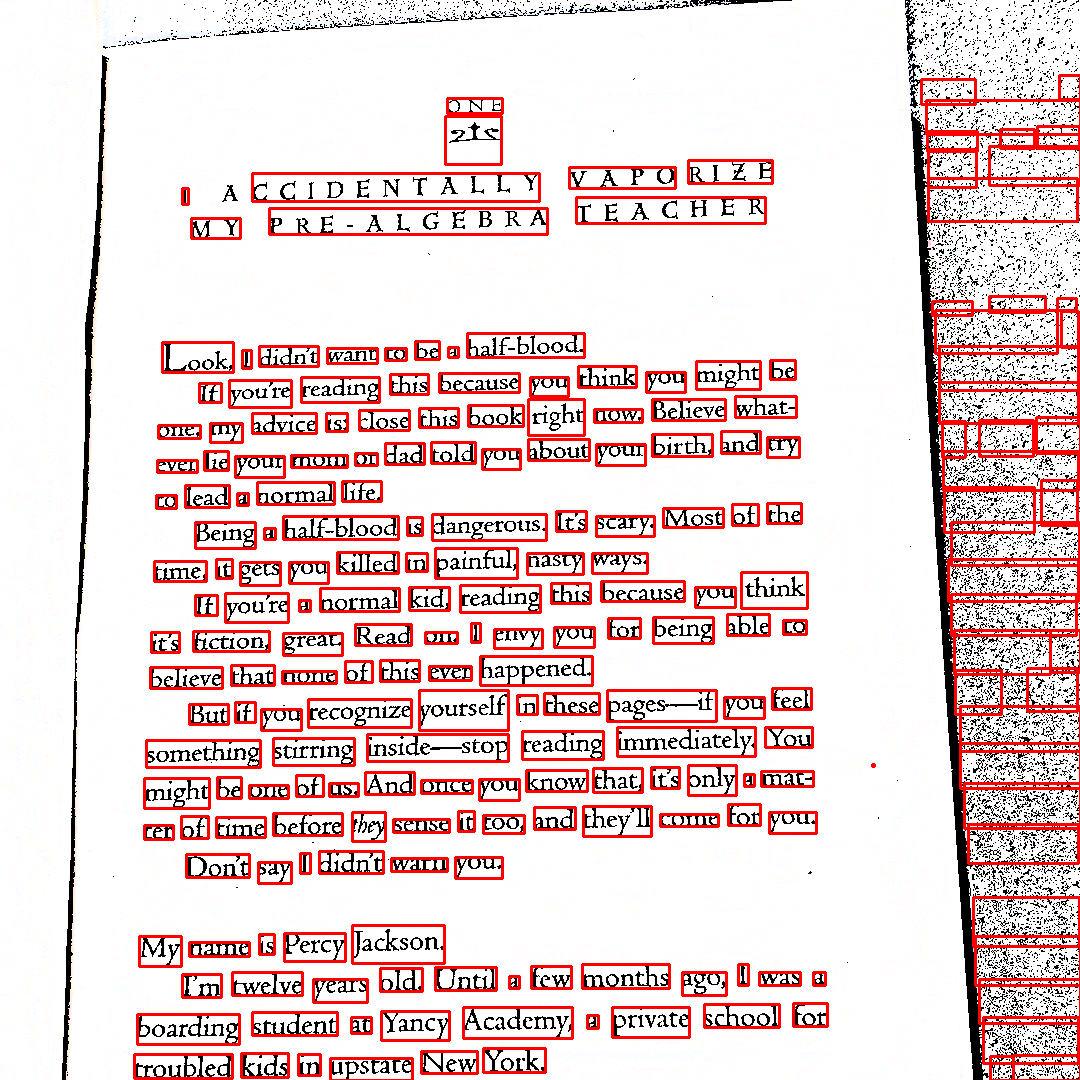 ONE
I ACCIDENTALLY VAPORIZE
MY PRE-ALGEBRA TEACHER
Look, I didn't want to be a half-blood.
If you're reading this because you think you might be
one, my advice is: close this book right now. Believe what-
ever lie your mom or dad told you about your birth, and try
to lead a normal life.
Being a half-blood is dangerous. It's scary. Most of the
time, it gets you killed in painful, nasty ways.
If you're a normal kid, reading this because you think
it's fiction, great. Read on. I envy you for being able to
believe that none of this ever happened.
But if you recognize yourself in these pages—if you feel
something stirring inside—stop reading immediately. You
might be one of us. And once you know that, it's only a mat-
ter of time before they sense it too, and they'll come for you.
Don't say I didn't warn you.
My name is Percy Jackson.
I'm twelve years old. Until a few months ago, I was a
boarding student at Yancy Academy, a private school for
troubled kids in upstate New York.